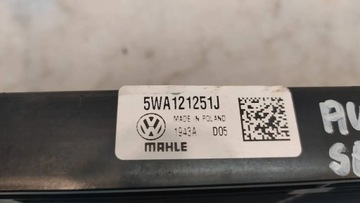 5WA121251J
MADE IN POLAND
1943A D05
MAHLE